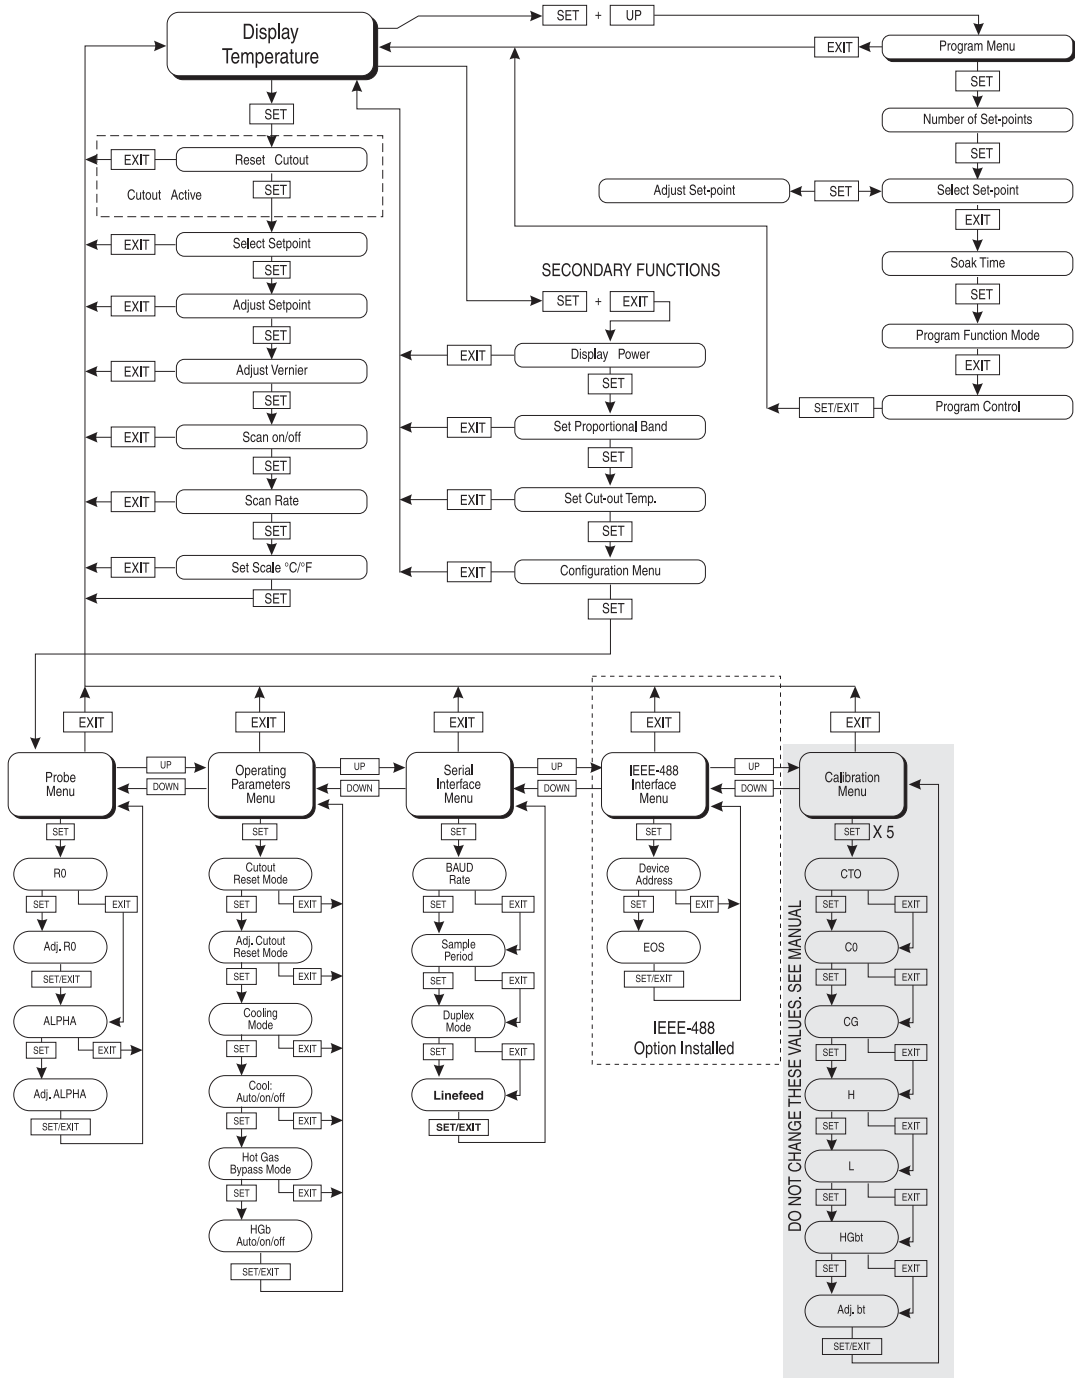 Display
Temperature
SET + UP
EXIT
Program Menu
SET
Number of Set-points
SET
Adjust Set-point
SET
Select Set-point
EXIT
Soak Time
SET
Program Function Mode
EXIT
SET/EXIT
Program Control
SET
EXIT
Reset Cutout
Cutout Active
SET
EXIT
Select Setpoint
SET
EXIT
Adjust Setpoint
SET
EXIT
Adjust Vernier
SET
EXIT
Scan on/off
SET
EXIT
Scan Rate
SET
EXIT
Set Scale °C/°F
SET
SECONDARY FUNCTIONS
SET + EXIT
EXIT
Display Power
SET
EXIT
Set Proportional Band
SET
EXIT
Set Cut-out Temp.
SET
EXIT
Configuration Menu
SET
EXIT
Probe
Menu
UP
DOWN
SET
R0
SET
EXIT
Adj. R0
SET/EXIT
ALPHA
SET
EXIT
Adj. ALPHA
SET/EXIT
EXIT
Operating
Parameters
Menu
UP
DOWN
SET
Cutout
Reset Mode
SET
EXIT
Adj. Cutout
Reset Mode
SET
EXIT
Cooling
Mode
SET
EXIT
Cool:
Auto/on/off
SET
EXIT
Hot Gas
Bypass Mode
SET
EXIT
HGb
Auto/on/off
SET/EXIT
EXIT
Serial
Interface
Menu
UP
DOWN
SET
BAUD
Rate
SET
EXIT
Sample
Period
SET
EXIT
Duplex
Mode
SET
EXIT
Linefeed
SET/EXIT
EXIT
IEEE-488
Interface
Menu
UP
DOWN
SET
Device
Address
SET
EXIT
EOS
SET/EXIT
IEEE-488
Option Installed
EXIT
Calibration
Menu
SET X 5
CTO
SET
EXIT
C0
SET
EXIT
CG
SET
EXIT
H
SET
EXIT
L
SET
EXIT
HGbt
SET
EXIT
Adj. bt
SET/EXIT
DO NOT CHANGE THESE VALUES. SEE MANUAL